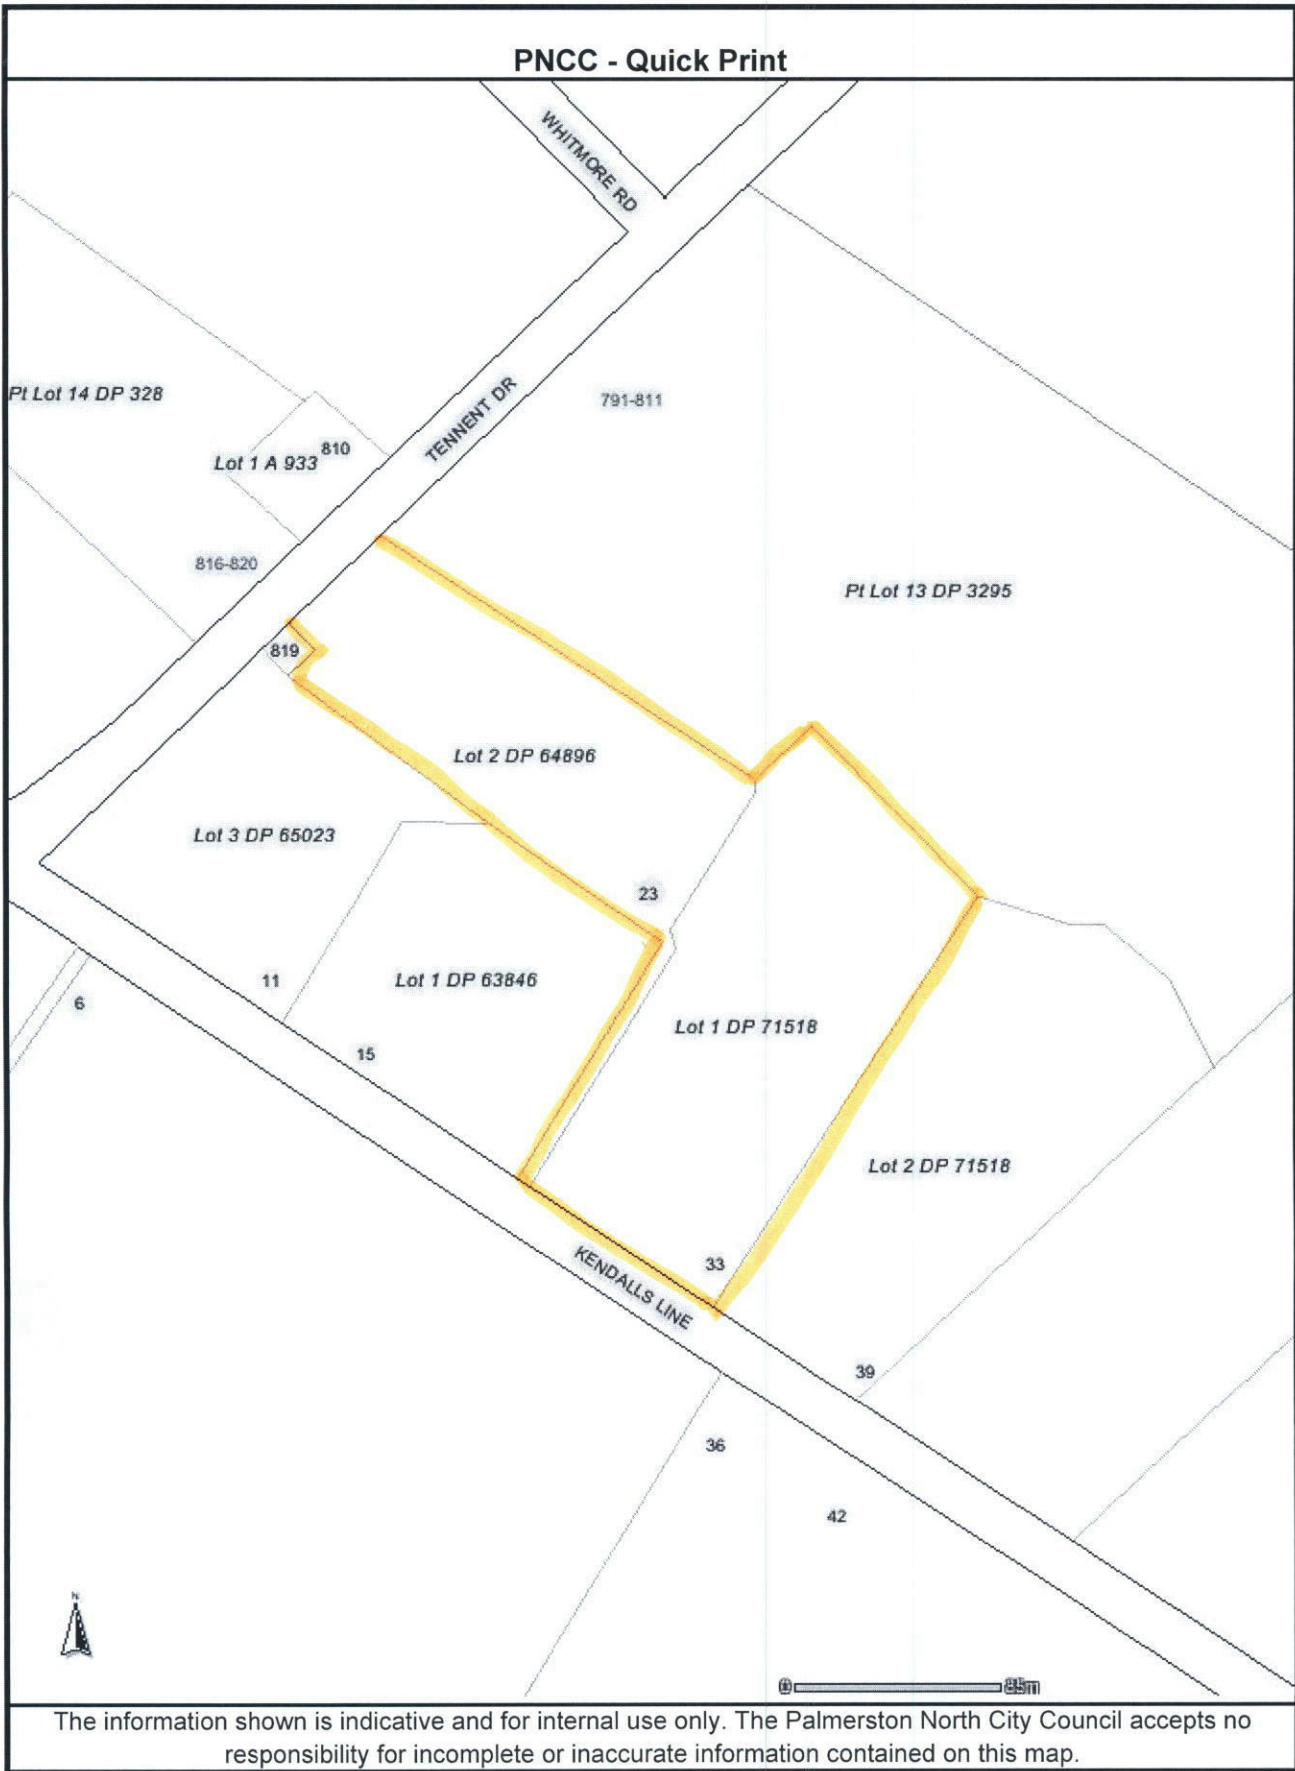 PNCC - Quick Print
WHITMORE RD
Pt Lot 14 DP 328
TENNENT DR
791-811
810
Lot 1 A 933
816-820
Pt Lot 13 DP 3295
819
Lot 2 DP 64896
Lot 3 DP 65023
23
11
Lot 1 DP 63846
6
Lot 1 DP 71518
15
Lot 2 DP 71518
33
KENDALLS LINE
39
36
42
N
0
The information shown is indicative and for internal use only. The Palmerston North City Council accepts no
responsibility for incomplete or inaccurate information contained on this map.